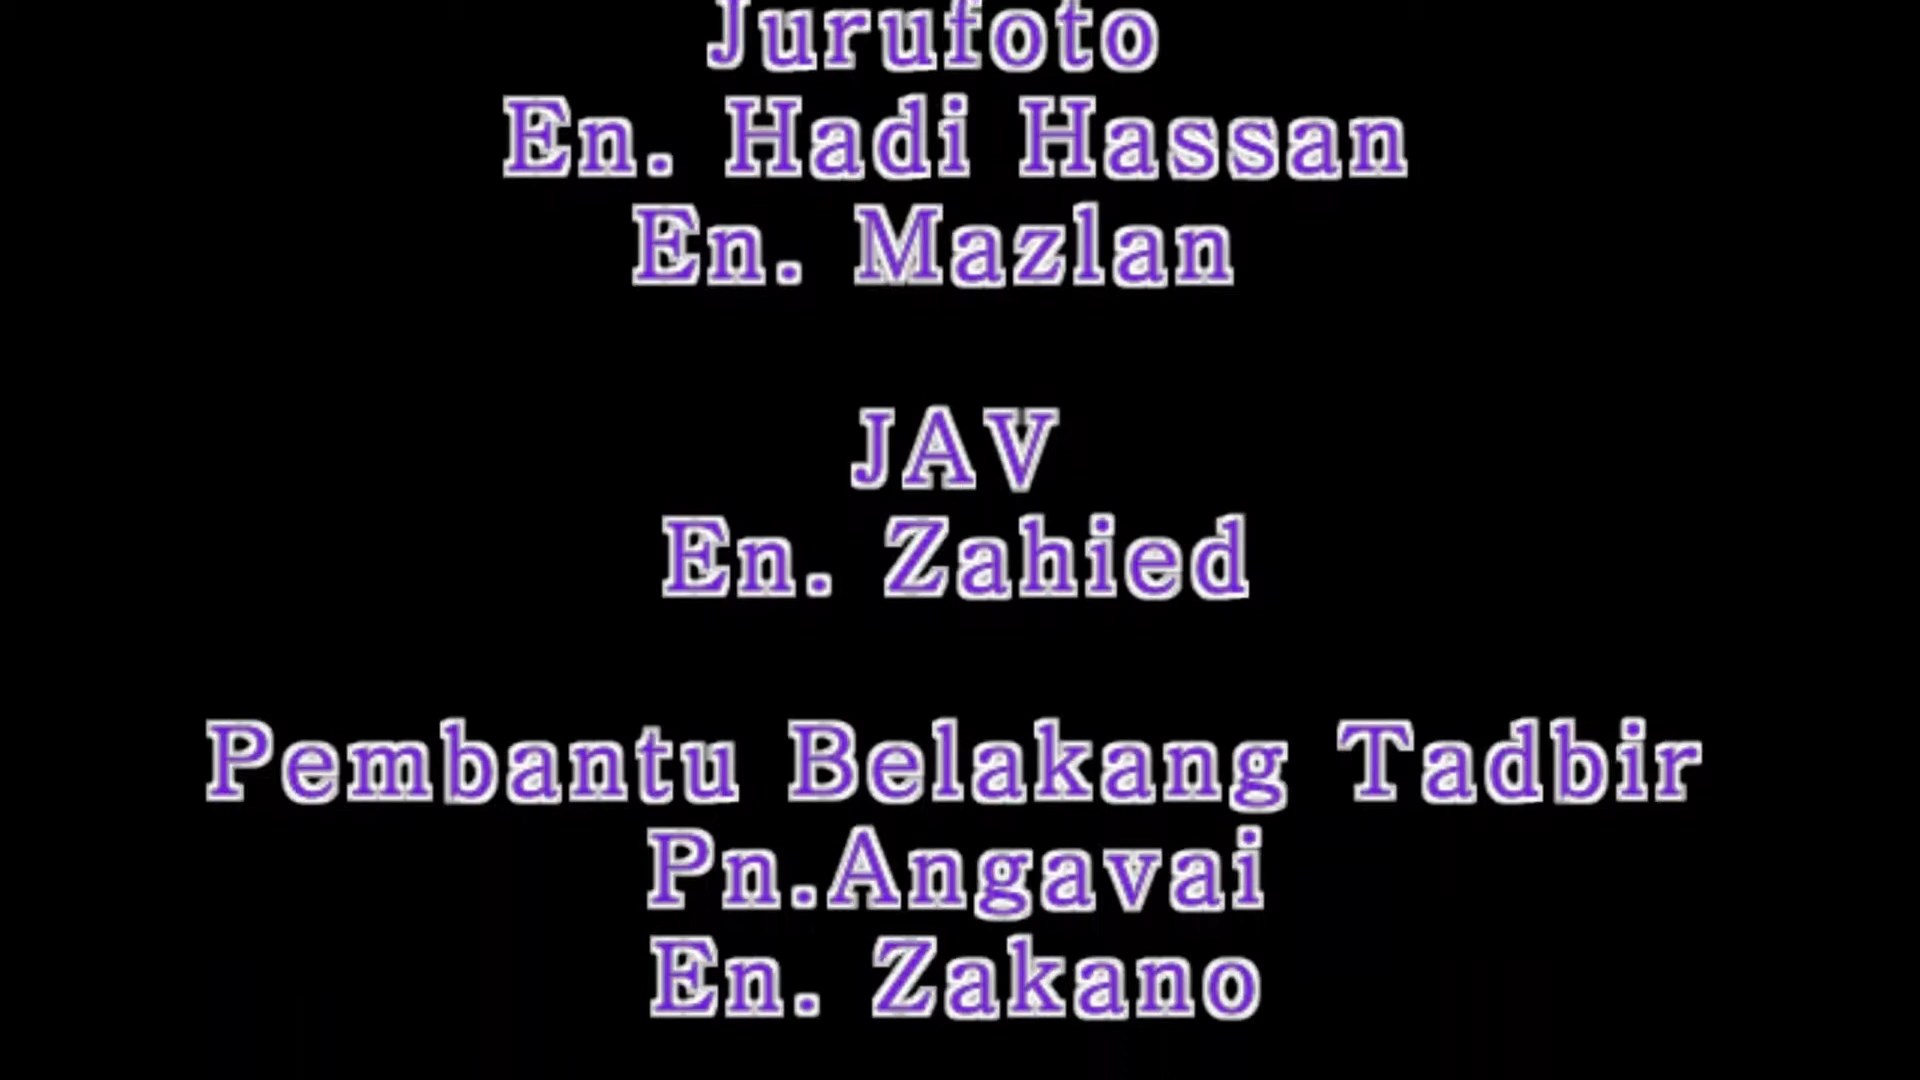 Jurufoto
En. Hadi Hassan
En. Mazlan
JAV
En. Zahied
Pembantu Belakang Tadbir
Pn.Angavai
En. Zakano